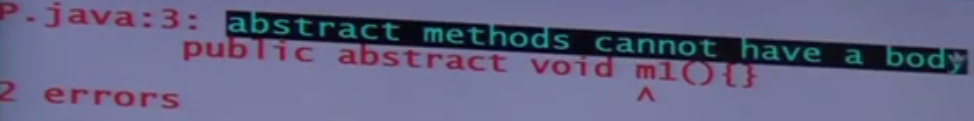 P.java:3: abstract methods cannot have a body
public abstract void m1(){}
^
2 errors